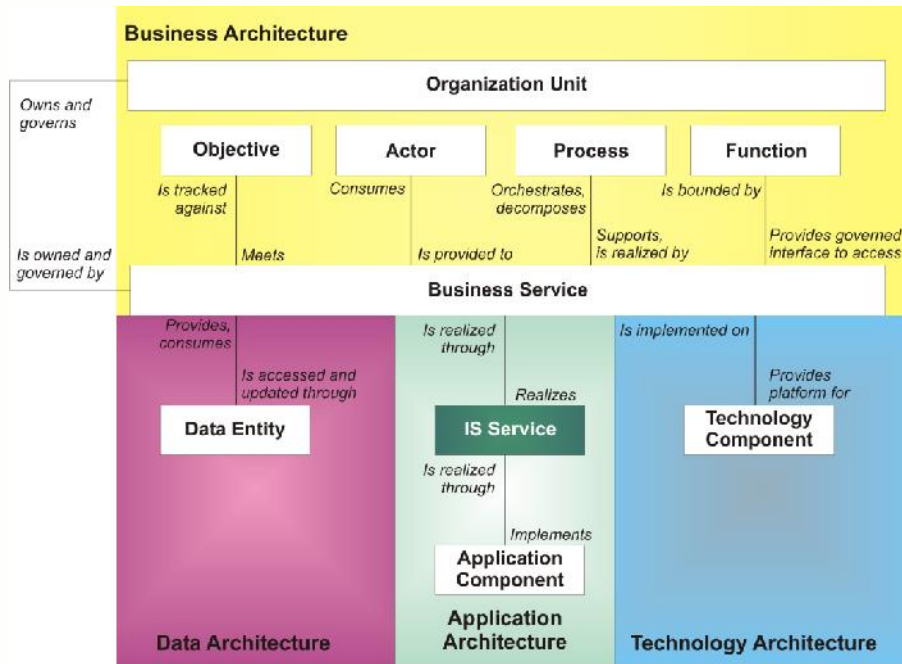 Business Architecture
Organization Unit
Owns and
governs
Objective
Actor
Process
Function
Is tracked
against
Consumes
Orchestrates,
decomposes
Is bounded by
Meets
Is provided to
Supports,
is realized by
Provides governed
interface to access
Is owned and
governed by
Business Service
Provides,
consumes
Is realized
through
Is implemented on
Is accessed and
updated through
Realizes
Provides
platform for
Data Entity
IS Service
Technology
Component
Is realized
through
Implements
Application
Component
Data Architecture
Application
Architecture
Technology Architecture